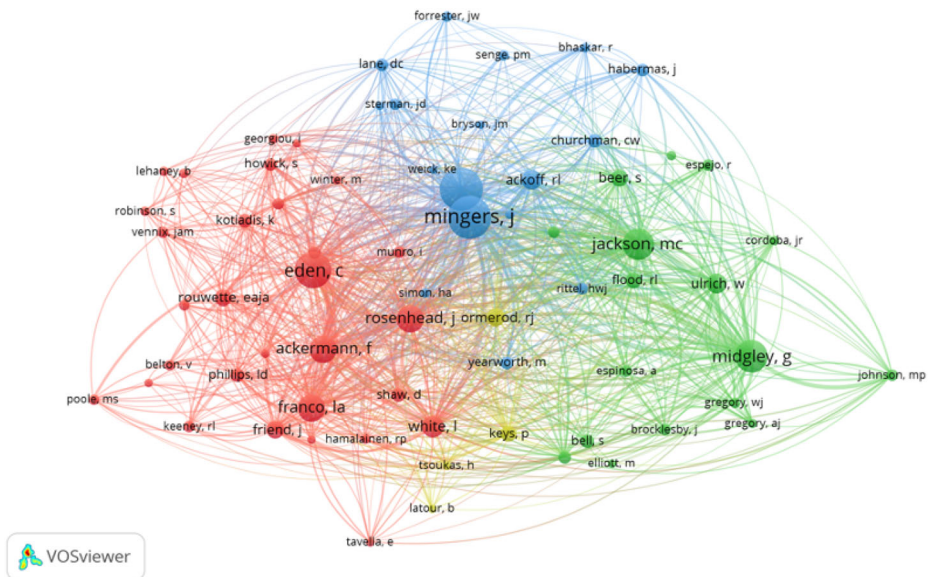 forrester, jw
senge, pm
bhaskar, r
lane, dc
habermas, j
sterman, jd
bryson, jm
georgiou, i
churchman, cw
howick, s
espejo, r
lehaney, b
winter, m
weick, ke
ackoff, rl
beer, s
robinson, s
kotiadis, k
mingers, j
vennix, jam
munro, i
jackson, mc
cordoba, jr
eden, c
flood, rl
ulrich, w
rouwette, eaja
simon, ha
rittel, hwj
rosenhead, j
ormerod, rj
ackermann, f
midgley, g
belton, v
yearworth, m
phillips, ld
espinosa, a
johnson, mp
poole, ms
shaw, d
franco, la
gregory, wj
keeney, rl
friend, j
white, l
gregory, aj
hamalainen, rp
keys, p
bell, s
brocklesby, j
tsoukas, h
elliott, m
latour, b
tavella, e
VOSviewer